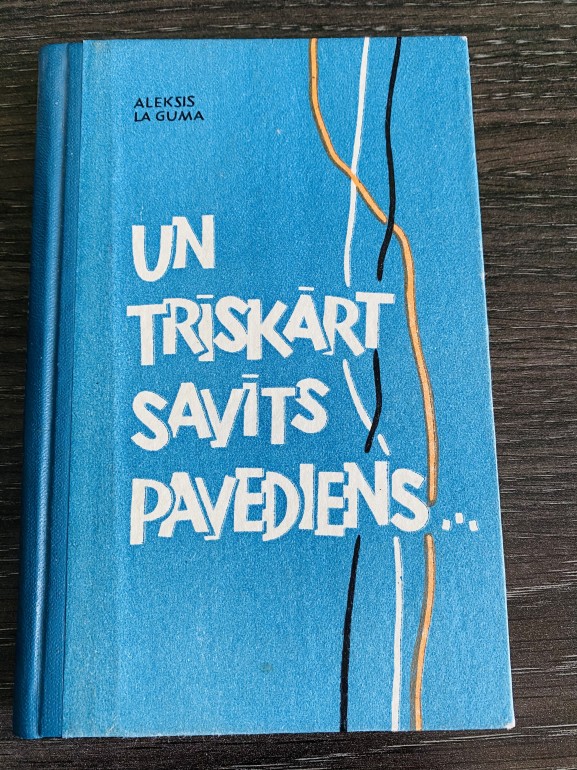 ALEKSIS
LA GUMA
UN
TRĪSKĀRT
SAVĪTS
PAVEDIENS...